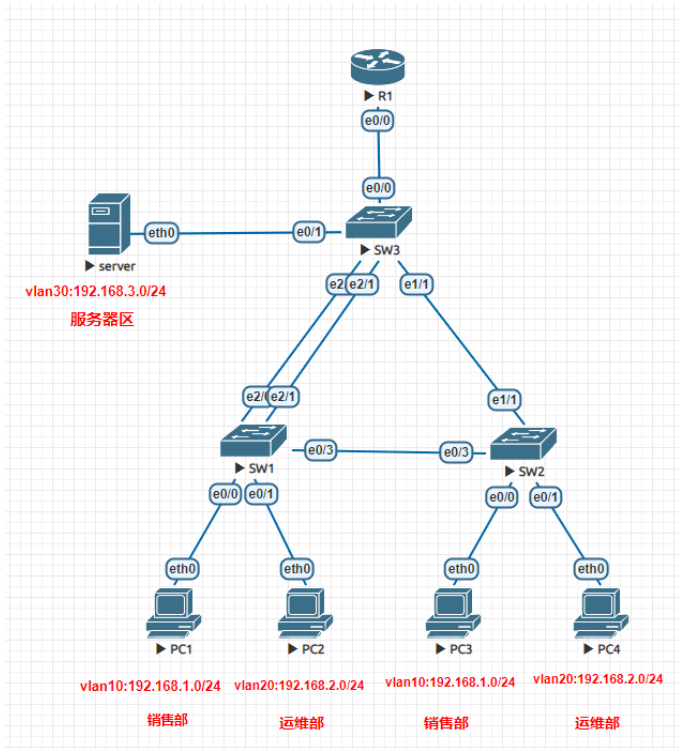 R1
e0/0
e0/0
eth0
e0/1
SW3
server
vlan30:192.168.3.0/24
服务器区
e2/1
e1/1
e2/1
e1/1
SW1
e0/3
e0/3
SW2
e0/0
e0/1
e0/0
e0/1
eth0
eth0
eth0
eth0
PC1
PC2
PC3
PC4
vlan10:192.168.1.0/24
vlan20:192.168.2.0/24
vlan10:192.168.1.0/24
vlan20:192.168.2.0/24
销售部
运维部
销售部
运维部